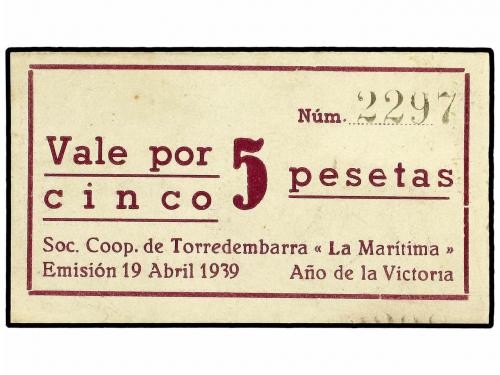 Núm. 2297
Vale por 5 pesetas
cinco
Soc. Coop. de Torredembarra « La Marítima »
Emisión 19 Abril 1939 Año de la Victoria